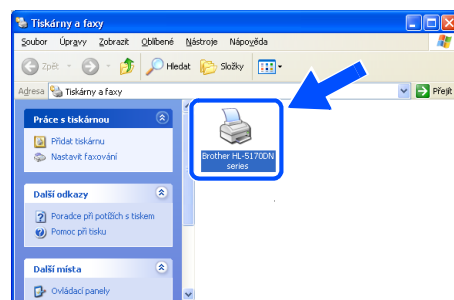 Tiskárny a faxy
Soubor Úpravy Zobrazit Oblíbené Nástroje Nápověda
Zpět Hledat Složky
Adresa Tiskárny a faxy Přejít
Práce s tiskárnou
Přidat tiskárnu
Nastavit faxování
Brother HL-5170DN
series
Další odkazy
Poradce při potížích s tiskem
Pomoc při tisku
Další místa
Ovládací panely